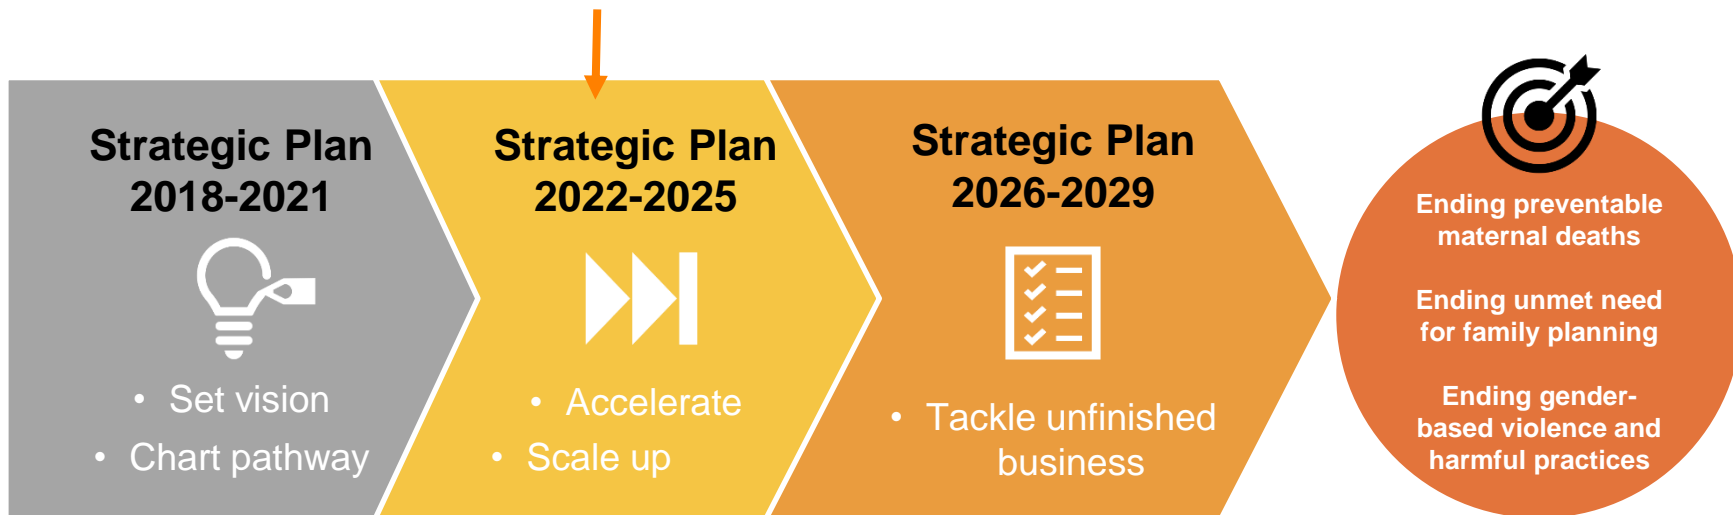 Strategic Plan
2018-2021
• Set vision
• Chart pathway
Strategic Plan
2022-2025
• Accelerate
• Scale up
Strategic Plan
2026-2029
• Tackle unfinished
business
Ending preventable
maternal deaths
Ending unmet need
for family planning
Ending gender-
based violence and
harmful practices